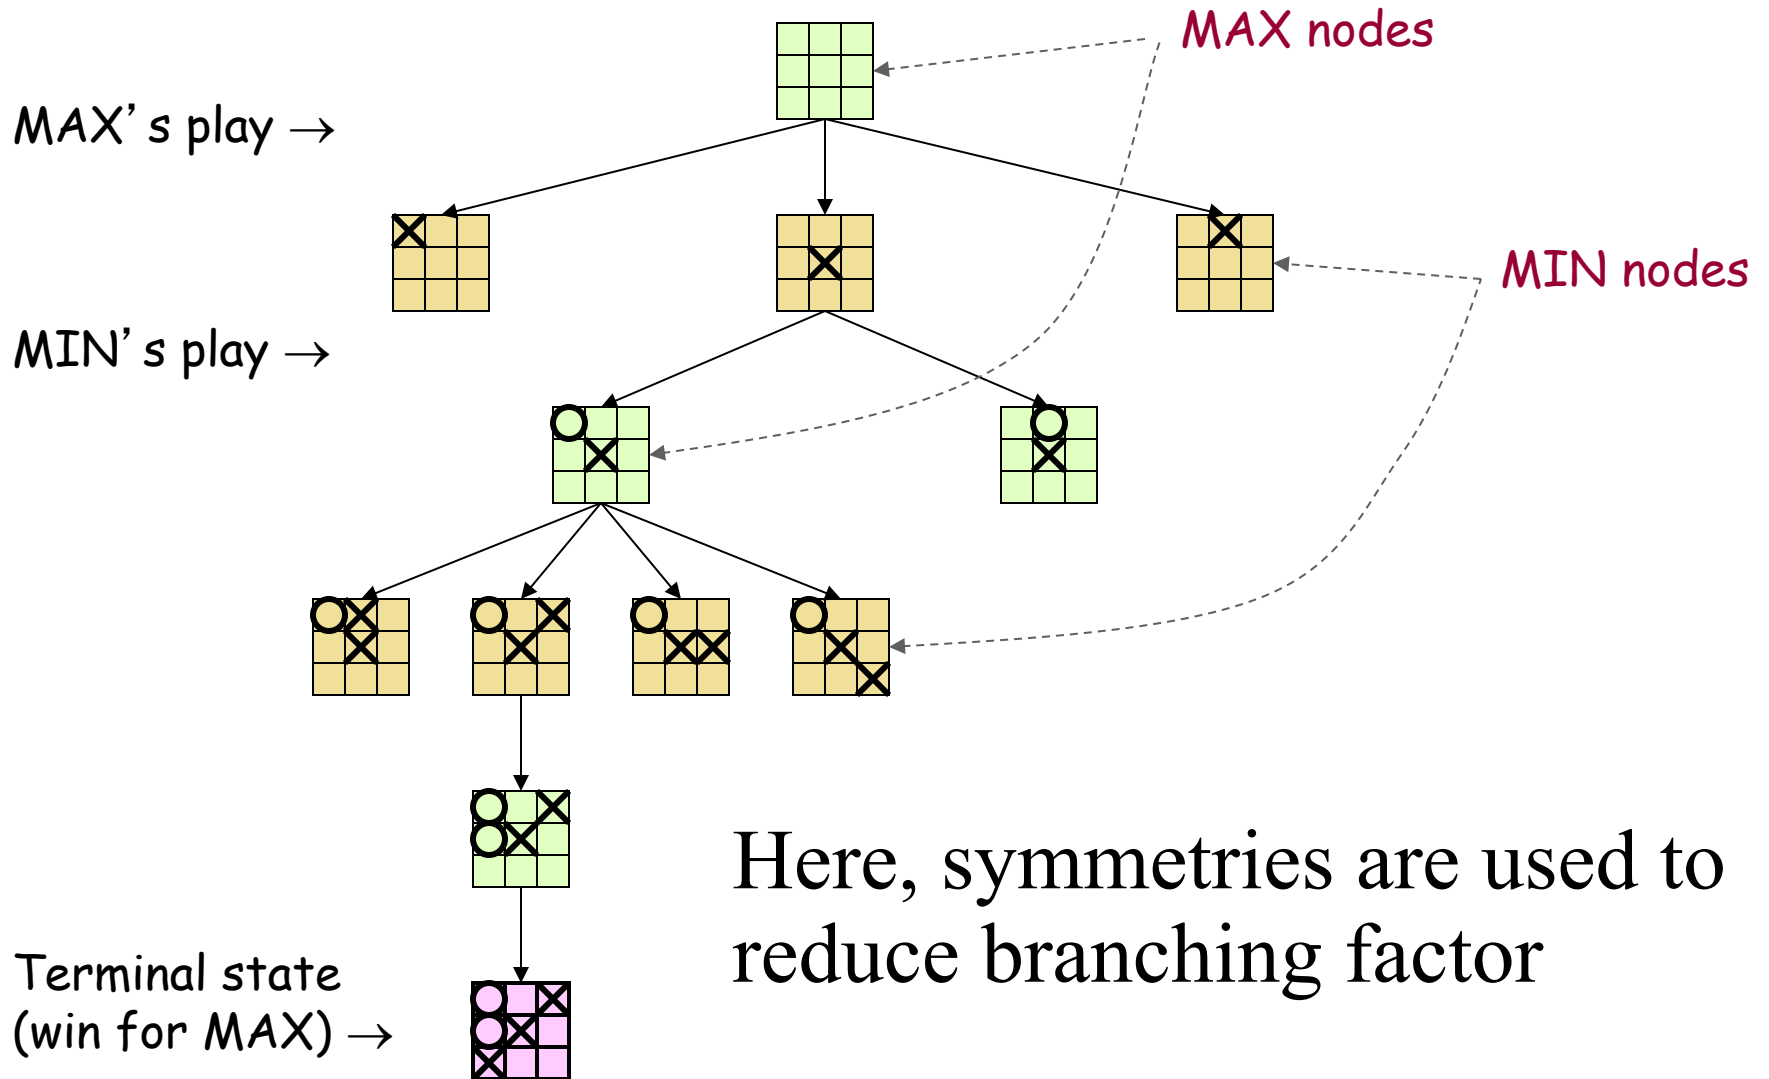 MAX nodes
MAX’s play →
MIN nodes
MIN’s play →
Here, symmetries are used to
reduce branching factor
Terminal state
(win for MAX) →